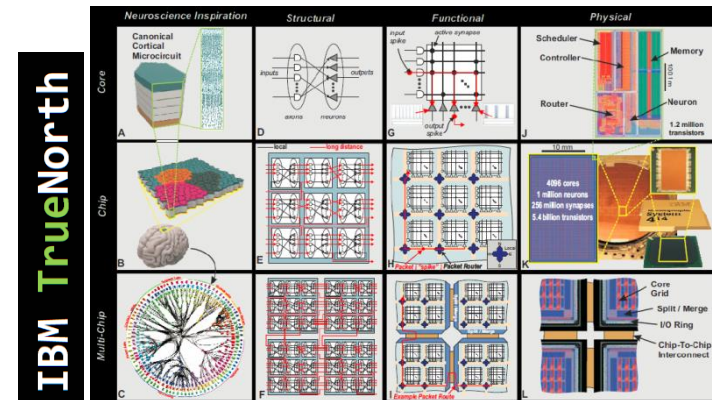 IBM TrueNorth
Neuroscience Inspiration
Structural
Functional
Physical
Core
Canonical
Cortical
Microcircuit
A
inputs
outputs
axons
neurons
D
input
spike
active synapses
output
spike
G
Scheduler
Controller
Memory
Router
Neuron
1.2 million
transistors
J
Chip
B
local
long distance
E
Packet
"spike"
Packet Router
Local
H
10 mm
4096 cores
1 million neurons
256 million synapses
5.4 billion transistors
K
Multi-Chip
C
F
Example Packet Route
I
Core
Grid
Split / Merge
I/O Ring
Chip-To-Chip
Interconnect
L